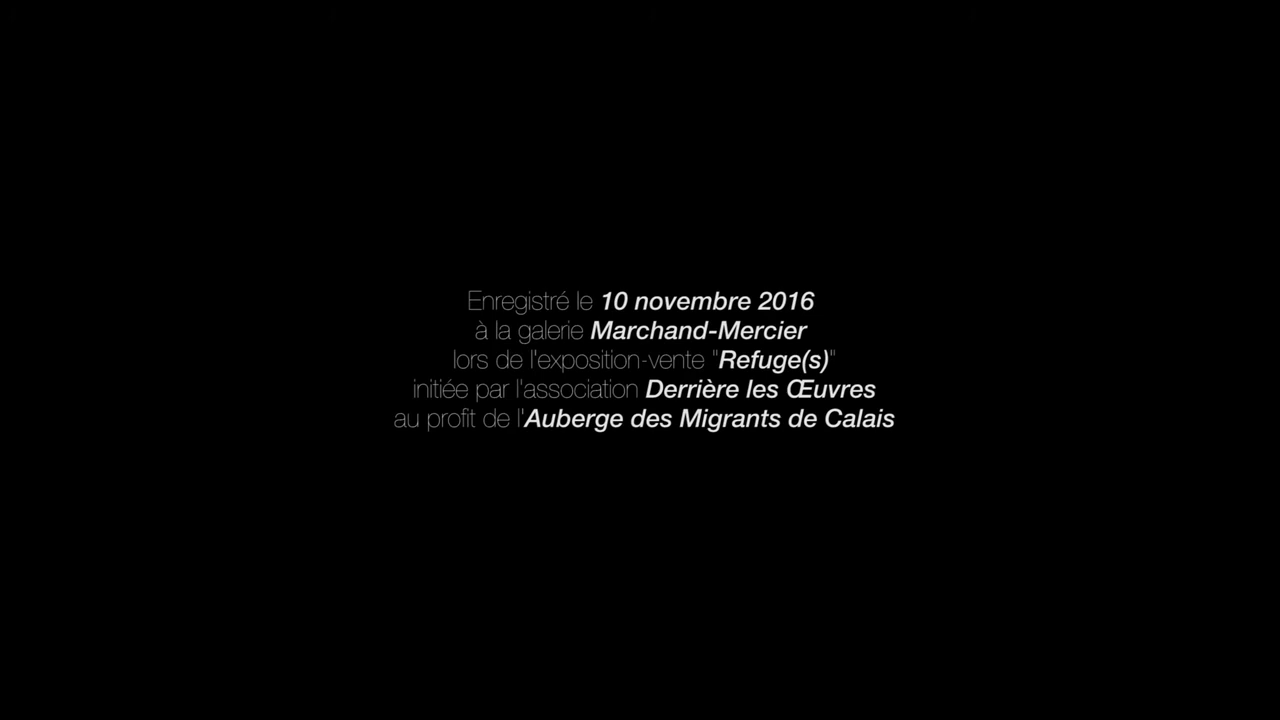 Enregistré le 10 novembre 2016
à la galerie Marchand-Mercier
lors de l'exposition-vente "Refuge(s)"
initiée par l'association Derrière les Œuvres
au profit de l'Auberge des Migrants de Calais